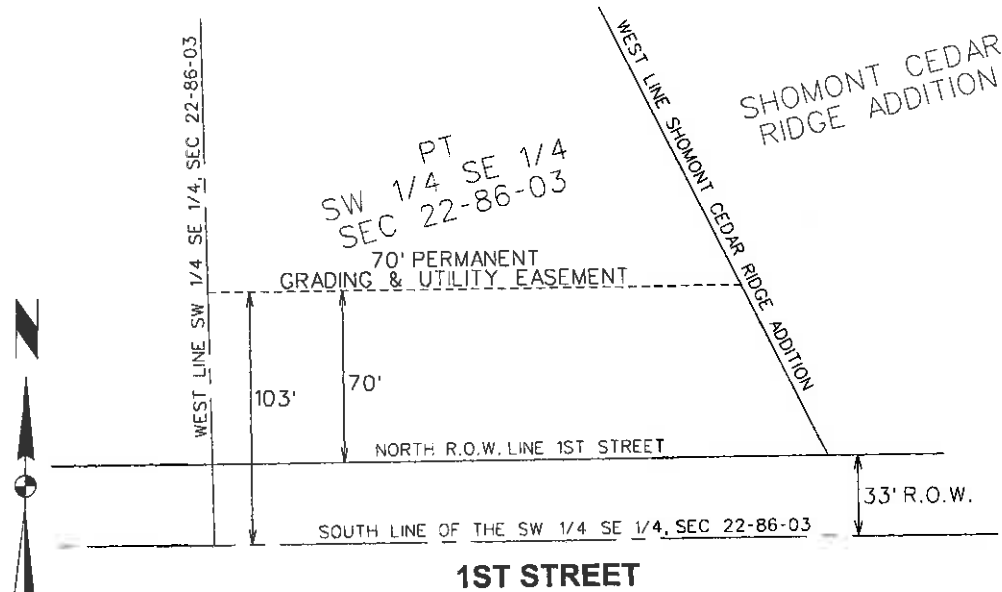 WEST LINE SW 1/4 SE 1/4, SEC 22-86-03
WEST LINE SHOMONT CEDAR RIDGE ADDITION
SHOMONT CEDAR
RIDGE ADDITION
PT
SW 1/4 SE 1/4
SEC 22-86-03
70' PERMANENT
GRADING & UTILITY EASEMENT
N
103'
70'
NORTH R.O.W. LINE 1ST STREET
33' R.O.W.
SOUTH LINE OF THE SW 1/4 SE 1/4, SEC 22-86-03
1ST STREET